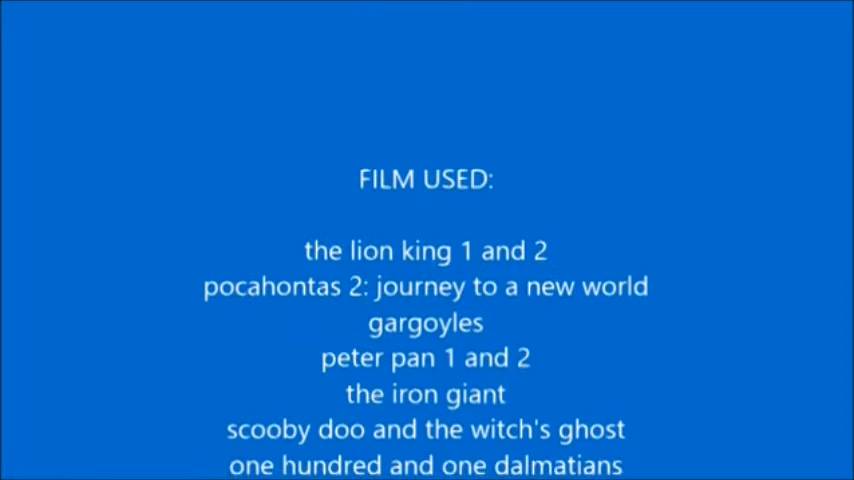 FILM USED:
the lion king 1 and 2
pocahontas 2: journey to a new world
gargoyles
peter pan 1 and 2
the iron giant
scooby doo and the witch's ghost
one hundred and one dalmatians